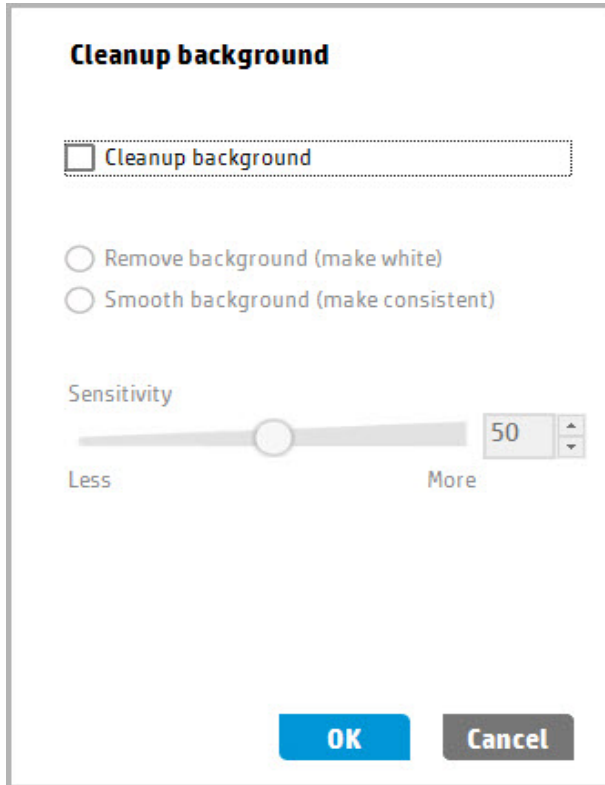 Cleanup background
Cleanup background
Remove background (make white)
Smooth background (make consistent)
Sensitivity
50
Less More
OK Cancel